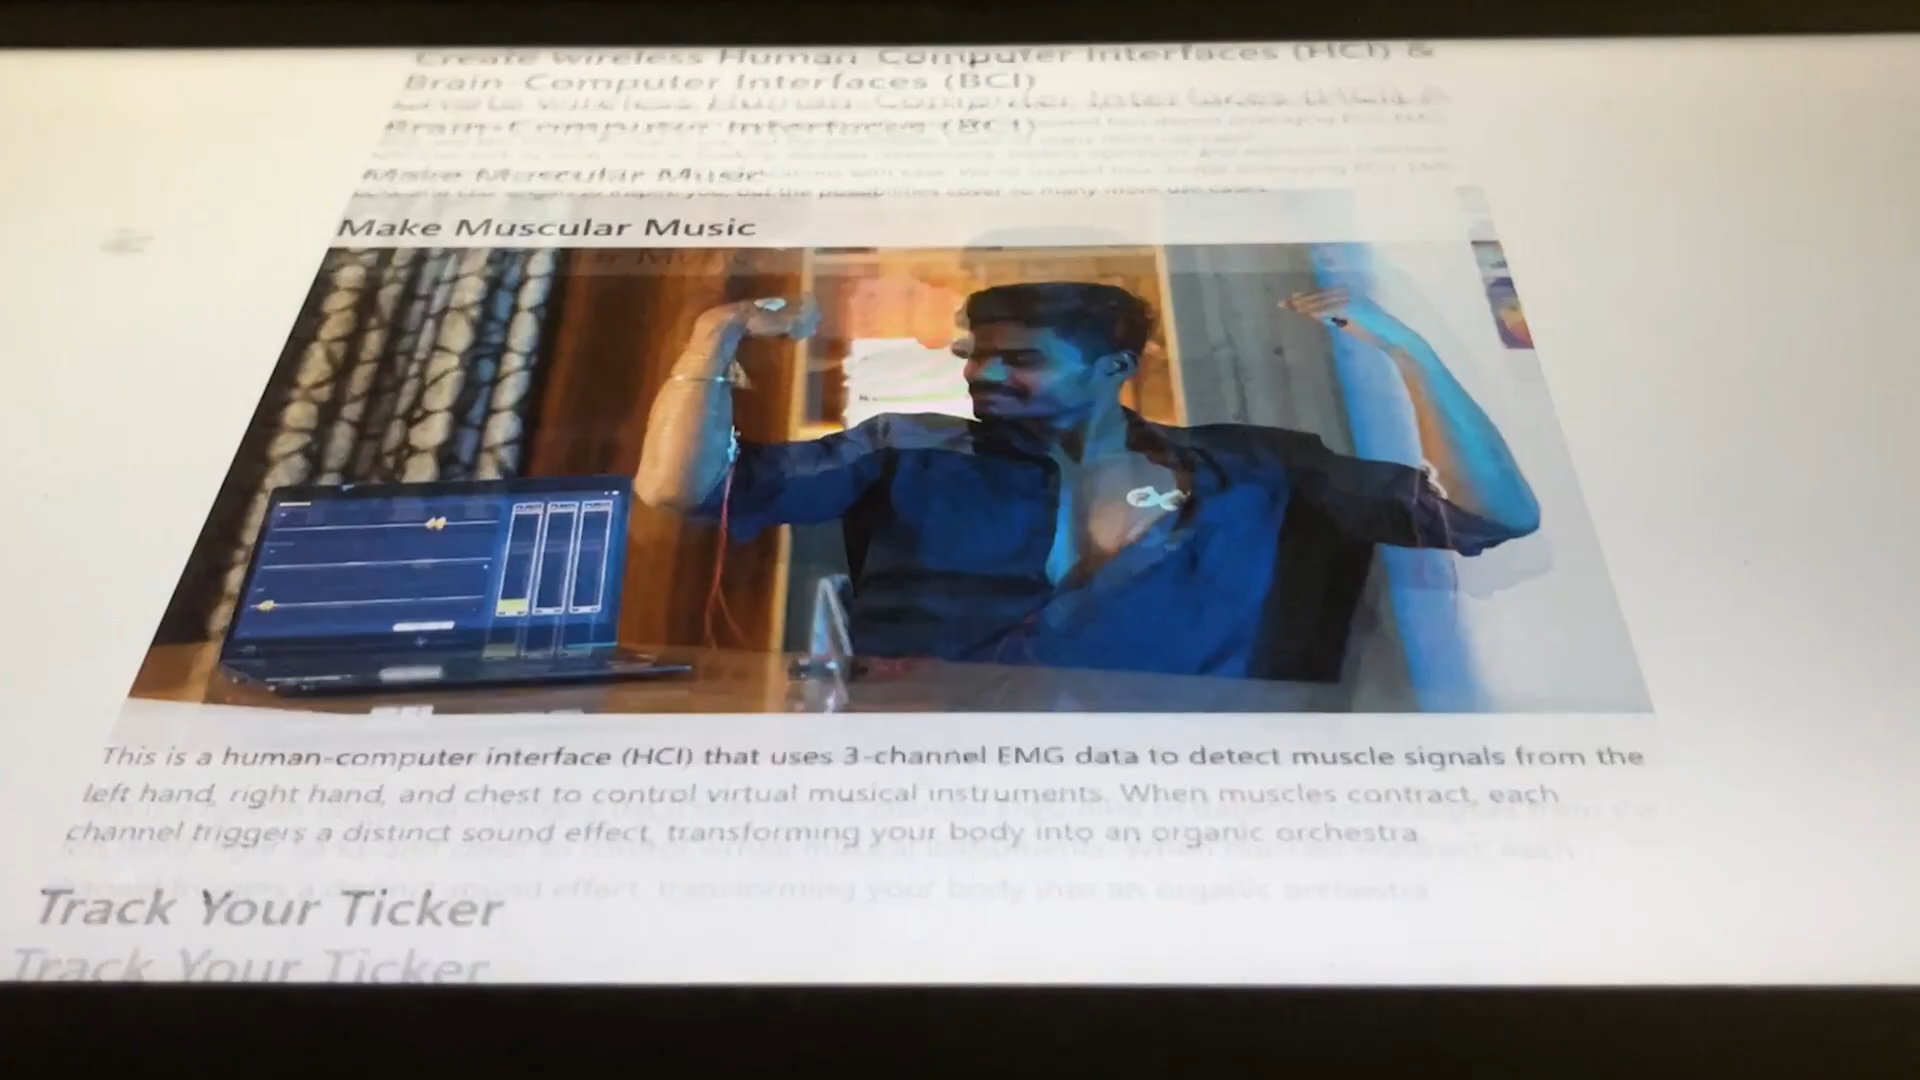 Create Wireless Human-Computer Interfaces (HCI) &
Brain-Computer Interfaces (BCI)
Make Muscular Music
This is a human-computer interface (HCI) that uses 3-channel EMG data to detect muscle signals from the
left hand, right hand, and chest to control virtual musical instruments. When muscles contract, each
channel triggers a distinct sound effect, transforming your body into an organic orchestra.
Track Your Ticker